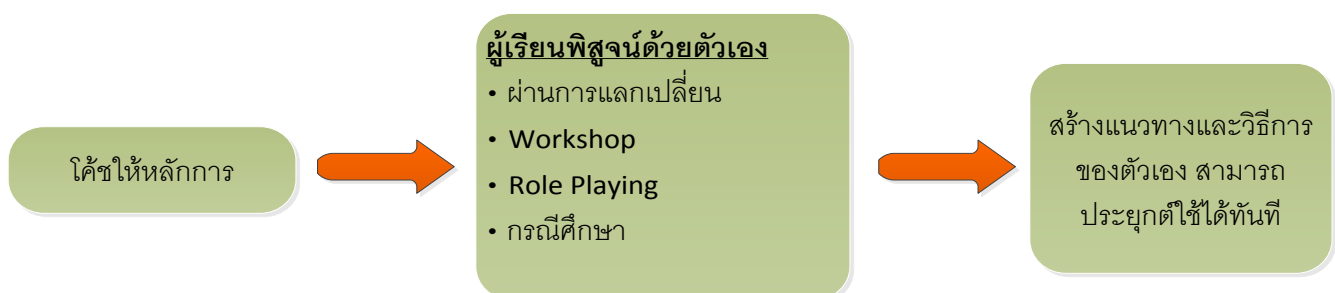 โค้ชให้หลักการ
ผู้เรียนพิสูจน์ด้วยตัวเอง
• ผ่านการแลกเปลี่ยน
• Workshop
• Role Playing
• กรณีศึกษา
สร้างแนวทางและวิธีการ
ของตัวเอง สามารถ
ประยุกต์ใช้ได้ทันที